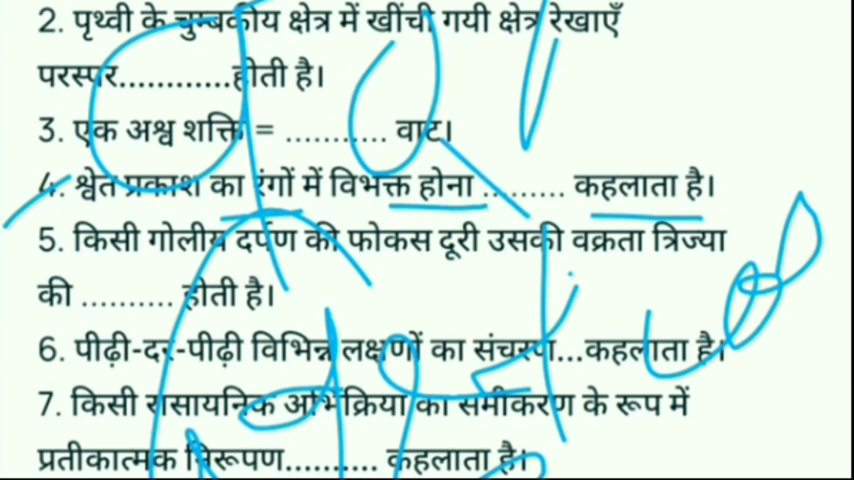 2. पृथ्वी के चुम्बकीय क्षेत्र में खींची गयी क्षेत्र रेखाएँ
परस्पर............होती है।
3. एक अश्व शक्ति = ........... वाट।
4. श्वेत प्रकाश का रंगों में विभक्त होना ......... कहलाता है।
5. किसी गोलीय दर्पण की फोकस दूरी उसकी वक्रता त्रिज्या
की .......... होती है।
6. पीढ़ी-दर-पीढ़ी विभिन्न लक्षणों का संचरण...कहलाता है।
7. किसी रासायनिक अभिक्रिया का समीकरण के रूप में
प्रतीकात्मक निरूपण.......... कहलाता है।